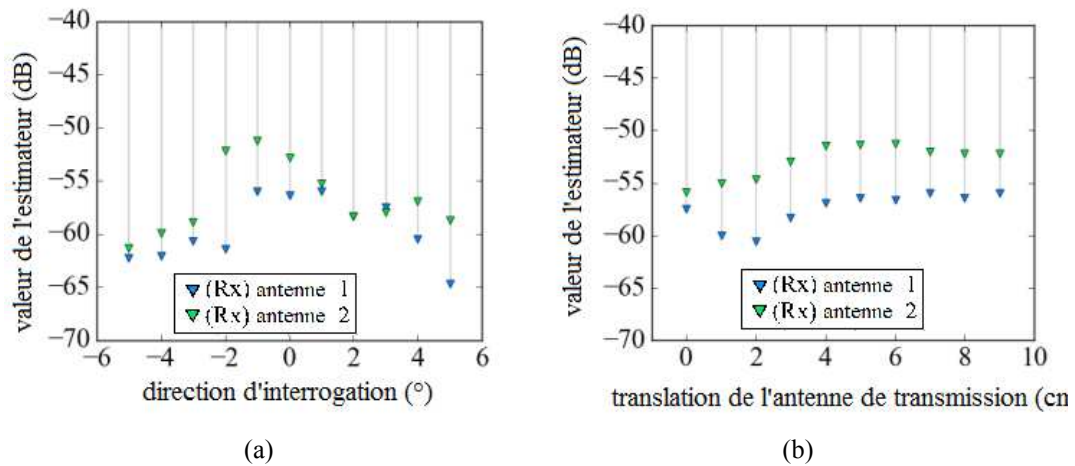 −40
−45
−50
−55
−60
−65
−70
valeur de l'estimateur (dB)
(Rx) antenne 1
(Rx) antenne 2
−6 −4 −2 0 2 4 6
direction d'interrogation (°)
(a)
−40
−45
−50
−55
−60
−65
−70
valeur de l'estimateur (dB)
(Rx) antenne 1
(Rx) antenne 2
0 2 4 6 8 10
translation de l'antenne de transmission (cm
(b)